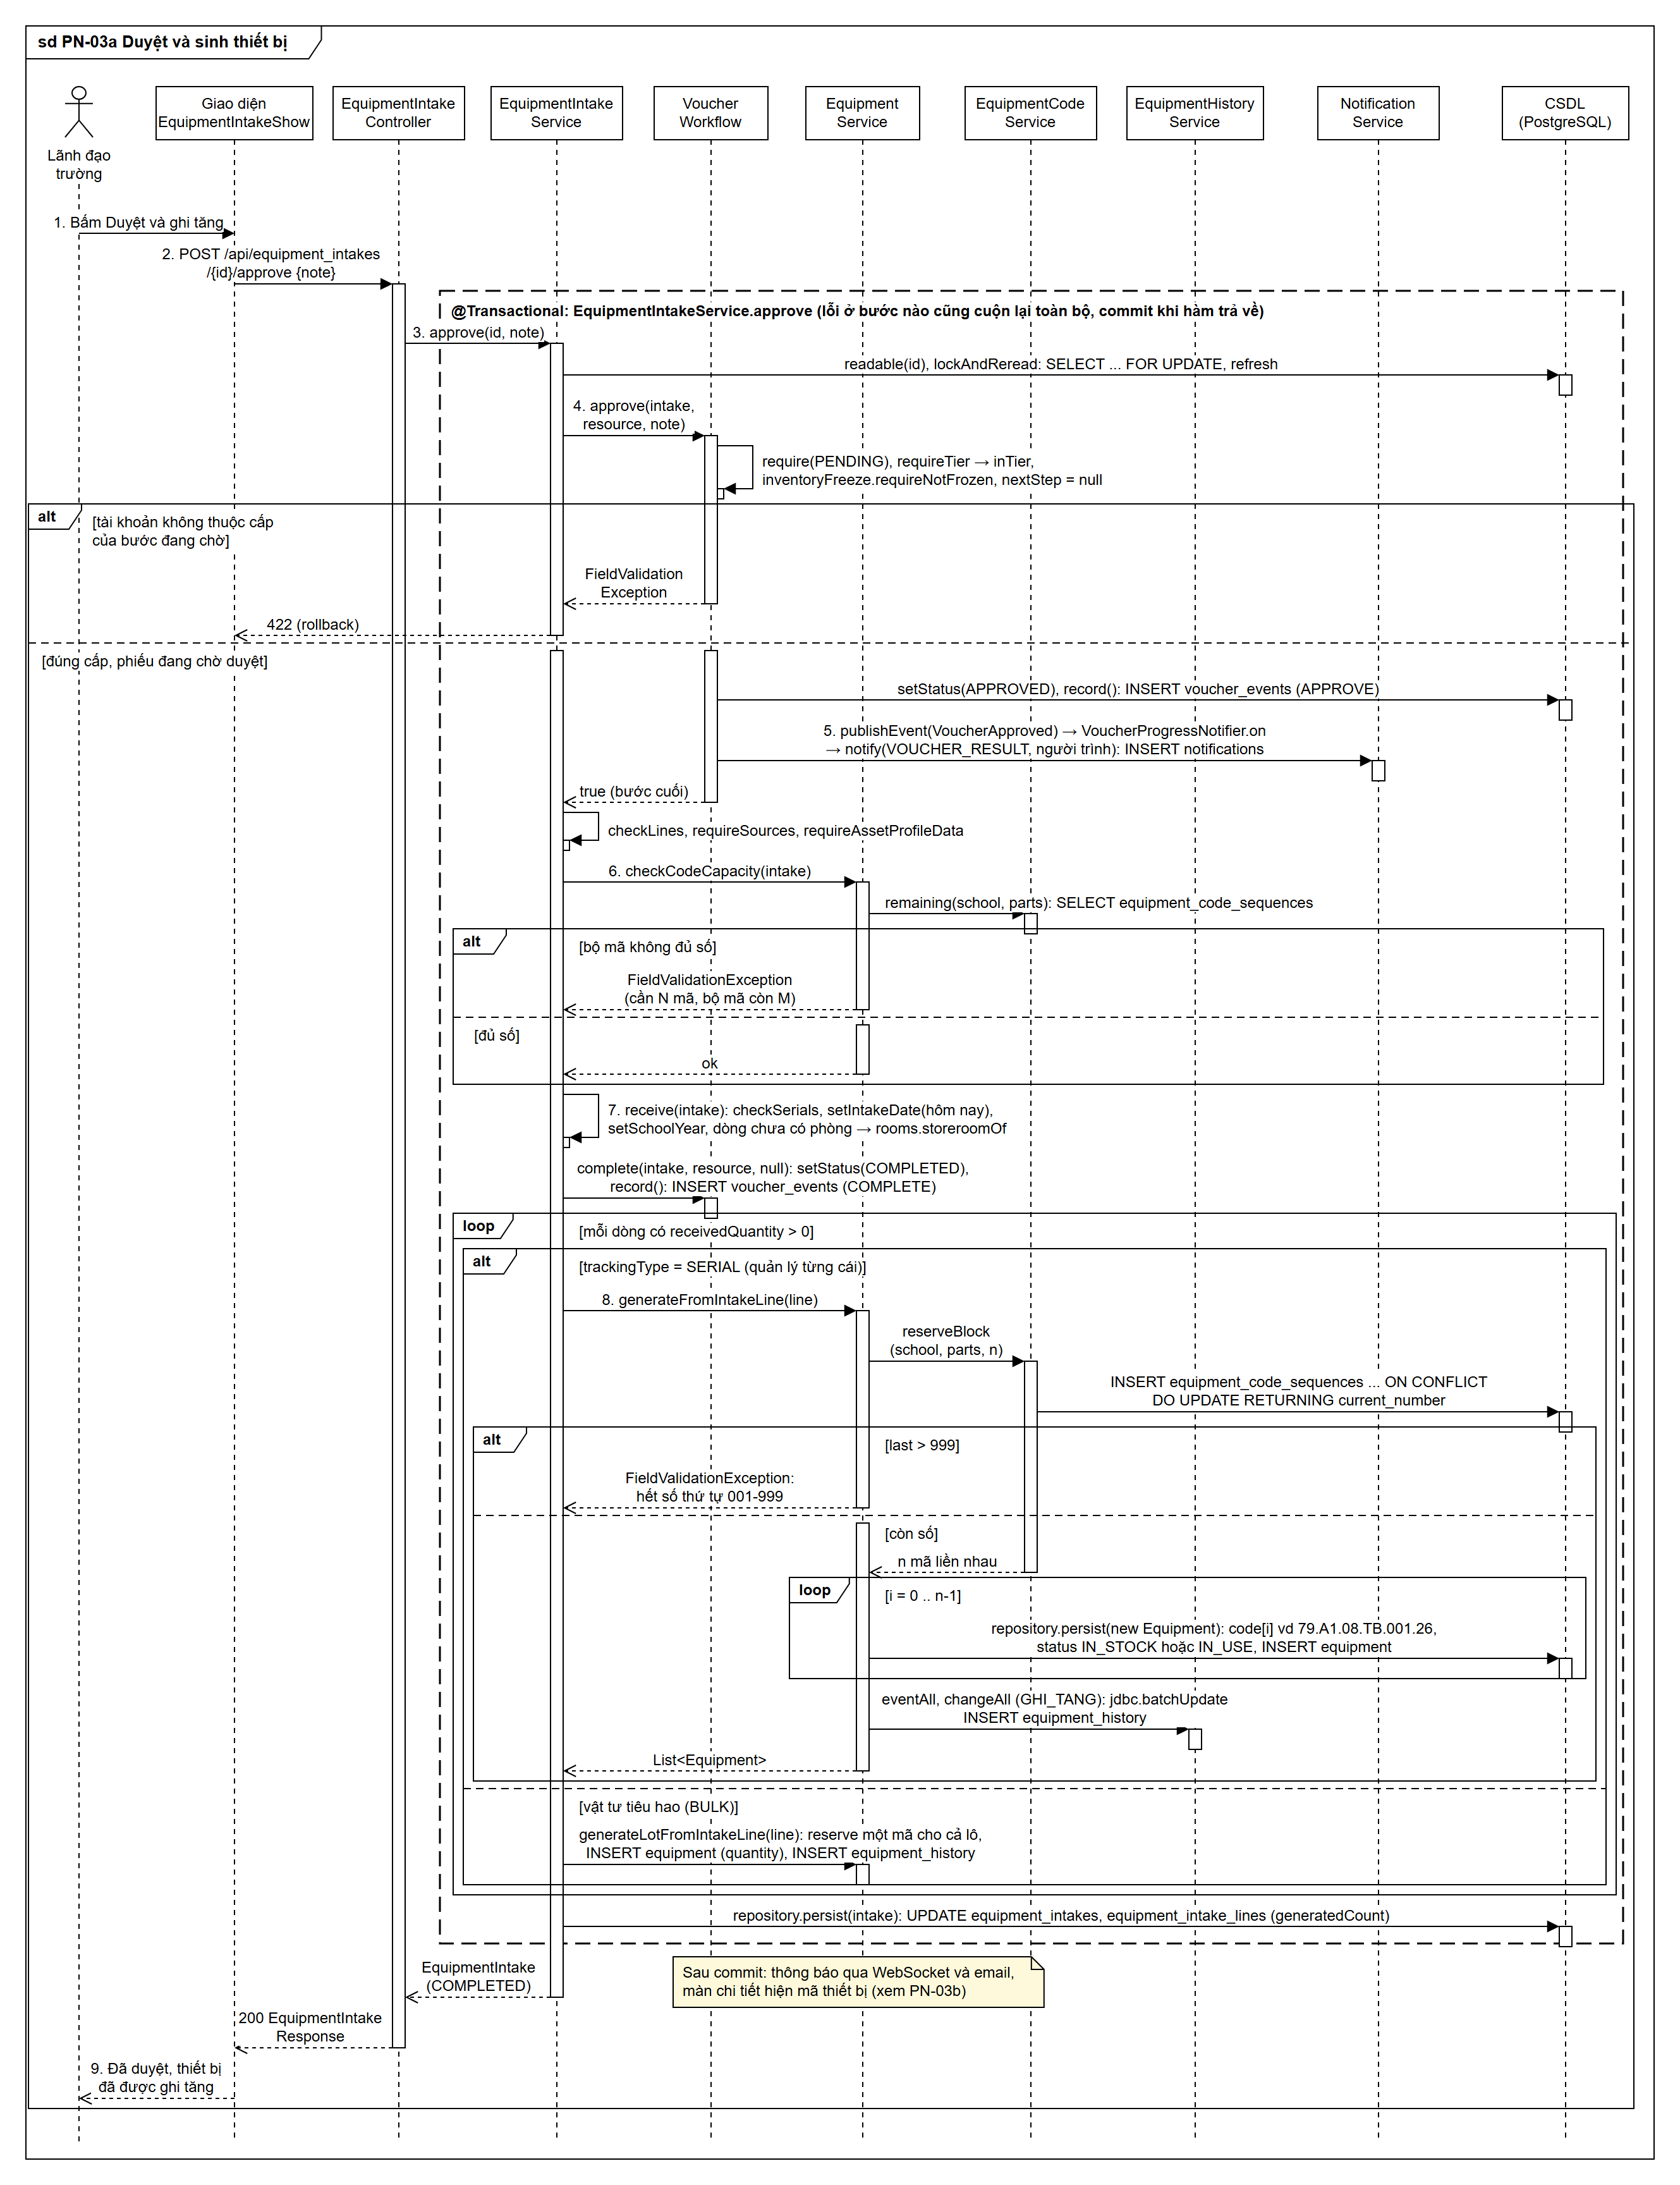 sd PN-03a Duyệt và sinh thiết bị
Lãnh đạo
trường
Giao diện
EquipmentIntakeShow
EquipmentIntake
Controller
EquipmentIntake
Service
Voucher
Workflow
Equipment
Service
EquipmentCode
Service
EquipmentHistory
Service
Notification
Service
CSDL
(PostgreSQL)
1. Bấm Duyệt và ghi tăng
2. POST /api/equipment_intakes
/{id}/approve {note}
@Transactional: EquipmentIntakeService.approve (lỗi ở bước nào cũng cuộn lại toàn bộ, commit khi hàm trả về)
3. approve(id, note)
readable(id), lockAndReread: SELECT ... FOR UPDATE, refresh
4. approve(intake,
resource, note)
require(PENDING), requireTier → inTier,
inventoryFreeze.requireNotFrozen, nextStep = null
alt
[tài khoản không thuộc cấp
của bước đang chờ]
FieldValidation
Exception
422 (rollback)
[đúng cấp, phiếu đang chờ duyệt]
setStatus(APPROVED), record(): INSERT voucher_events (APPROVE)
5. publishEvent(VoucherApproved) → VoucherProgressNotifier.on
→ notify(VOUCHER_RESULT, người trình): INSERT notifications
true (bước cuối)
checkLines, requireSources, requireAssetProfileData
6. checkCodeCapacity(intake)
remaining(school, parts): SELECT equipment_code_sequences
alt
[bộ mã không đủ số]
FieldValidationException
(cần N mã, bộ mã còn M)
[đủ số]
ok
7. receive(intake): checkSerials, setIntakeDate(hôm nay),
setSchoolYear, dòng chưa có phòng → rooms.storeroomOf
complete(intake, resource, null): setStatus(COMPLETED),
record(): INSERT voucher_events (COMPLETE)
loop
[mỗi dòng có receivedQuantity > 0]
alt
[trackingType = SERIAL (quản lý từng cái)]
8. generateFromIntakeLine(line)
reserveBlock
(school, parts, n)
INSERT equipment_code_sequences ... ON CONFLICT
DO UPDATE RETURNING current_number
alt
[last > 999]
FieldValidationException:
hết số thứ tự 001-999
[còn số]
n mã liền nhau
loop
[i = 0 .. n-1]
repository.persist(new Equipment): code[i] vd 79.A1.08.TB.001.26,
status IN_STOCK hoặc IN_USE, INSERT equipment
eventAll, changeAll (GHI_TANG): jdbc.batchUpdate
INSERT equipment_history
List<Equipment>
[vật tư tiêu hao (BULK)]
generateLotFromIntakeLine(line): reserve một mã cho cả lô,
INSERT equipment (quantity), INSERT equipment_history
repository.persist(intake): UPDATE equipment_intakes, equipment_intake_lines (generatedCount)
Sau commit: thông báo qua WebSocket và email,
màn chi tiết hiện mã thiết bị (xem PN-03b)
EquipmentIntake
(COMPLETED)
200 EquipmentIntake
Response
9. Đã duyệt, thiết bị
đã được ghi tăng